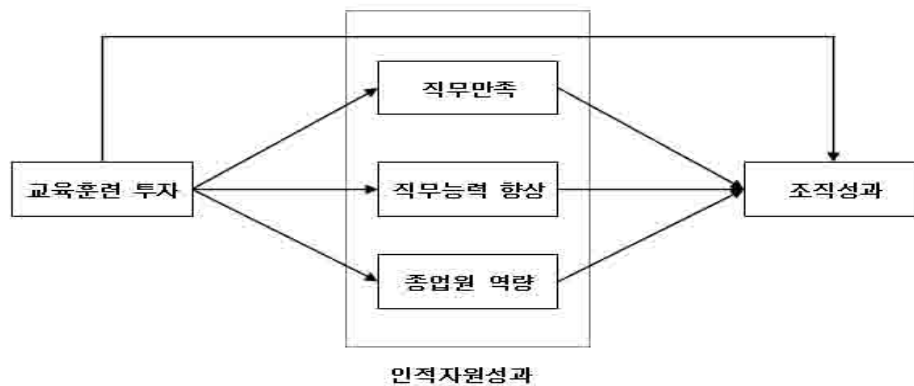 직무만족
교육훈련 투자
직무능력 향상
조직성과
종업원 역량
인적자원성과